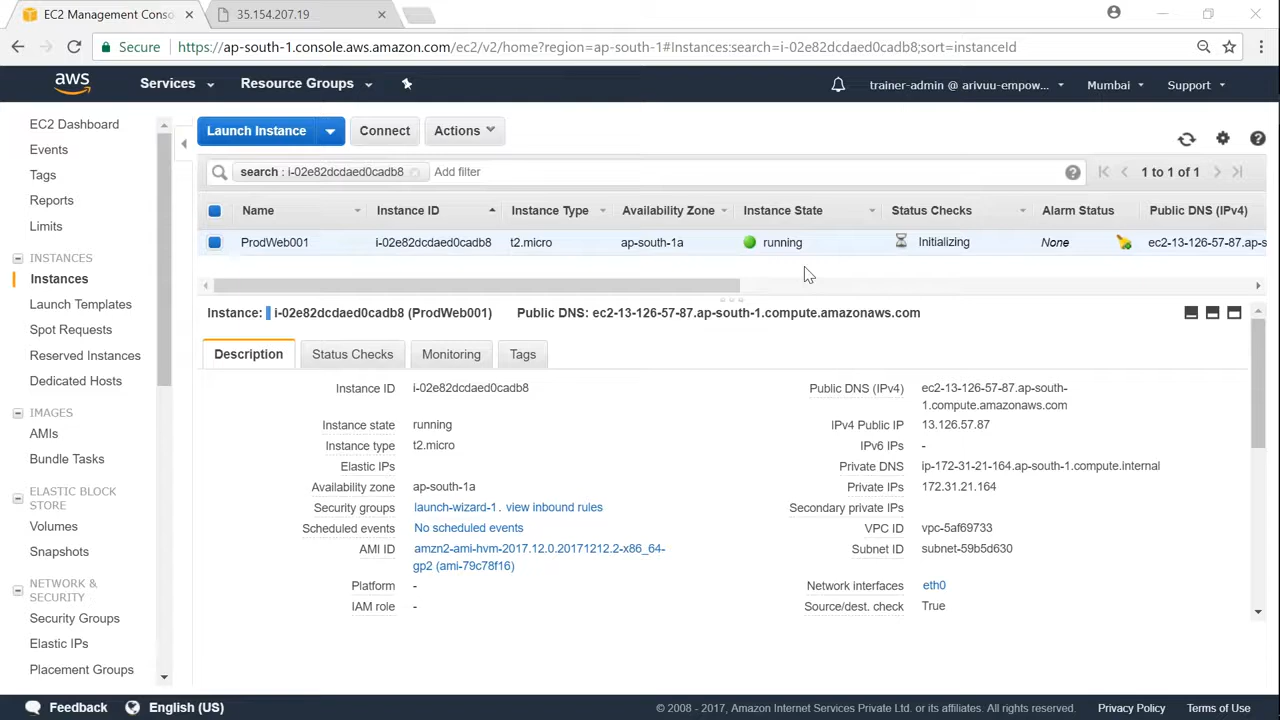 EC2 Management Conso
35.154.207.19
Secure
https://ap-south-1.console.aws.amazon.com/ec2/v2/home?region=ap-south-1#Instances:search=i-02e82dcdaed0cadb8;sort=instanceId
aws
Services
Resource Groups
trainer-admin @ arivuu-empow...
Mumbai
Support
EC2 Dashboard
Events
Tags
Reports
Limits
INSTANCES
Instances
Launch Templates
Spot Requests
Reserved Instances
Dedicated Hosts
IMAGES
AMIs
Bundle Tasks
ELASTIC BLOCK
STORE
Volumes
Snapshots
NETWORK &
SECURITY
Security Groups
Elastic IPs
Placement Groups
Launch Instance
Connect
Actions
search : i-02e82dcdaed0cadb8
Add filter
1 to 1 of 1
Name Instance ID Instance Type Availability Zone Instance State Status Checks Alarm Status Public DNS (IPv4)
ProdWeb001 i-02e82dcdaed0cadb8 t2.micro ap-south-1a running Initializing None ec2-13-126-57-87.ap-s
Instance: i-02e82dcdaed0cadb8 (ProdWeb001) Public DNS: ec2-13-126-57-87.ap-south-1.compute.amazonaws.com
Description Status Checks Monitoring Tags
Instance ID i-02e82dcdaed0cadb8
Instance state running
Instance type t2.micro
Elastic IPs
Availability zone ap-south-1a
Security groups launch-wizard-1. view inbound rules
Scheduled events No scheduled events
AMI ID amzn2-ami-hvm-2017.12.0.20171212.2-x86_64-
gp2 (ami-79c78f16)
Platform -
IAM role -
Public DNS (IPv4) ec2-13-126-57-87.ap-south-
1.compute.amazonaws.com
IPv4 Public IP 13.126.57.87
IPv6 IPs -
Private DNS ip-172-31-21-164.ap-south-1.compute.internal
Private IPs 172.31.21.164
Secondary private IPs
VPC ID vpc-5af69733
Subnet ID subnet-59b5d630
Network interfaces eth0
Source/dest. check True
Feedback
English (US)
© 2008 - 2017, Amazon Internet Services Private Ltd. or its affiliates. All rights reserved.
Privacy Policy
Terms of Use